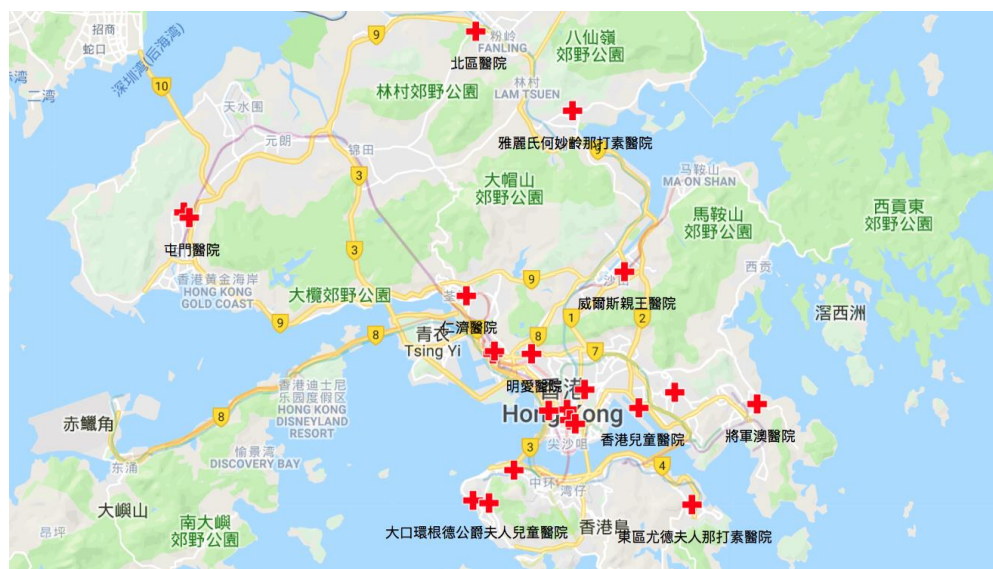 招商
蛇口
深圳湾(后海湾)
二湾
10
9
粉岭
FANLING
北區醫院
八仙嶺
郊野公園
林村郊野公園
林村
LAM TSUEN
天水圍
元朗
锦田
雅麗氏何妙齡那打素醫院
9
3
大帽山
郊野公園
马鞍山
MA ON SHAN
馬鞍山
郊野公園
西貢東
郊野公園
屯門醫院
3
香港黄金海岸
HONG KONG
GOLD COAST
大欖郊野公園
9
荃
9
沙田
威爾斯親王醫院
西贡
滘西洲
仁濟醫院
青衣
Tsing Yi
8
8
1
2
7
明愛醫院
香港
Hong Kong
香港迪士尼
乐园度假区
HONG KONG
DISNEYLAND
RESORT
8
赤鱲角
香港兒童醫院
將軍澳醫院
尖沙咀
3
4
愉景湾
DISCOVERY BAY
东涌
中环
湾仔
大嶼山
昂坪
南大嶼
郊野公園
大口環根德公爵夫人兒童醫院
香港島
東區尤德夫人那打素醫院